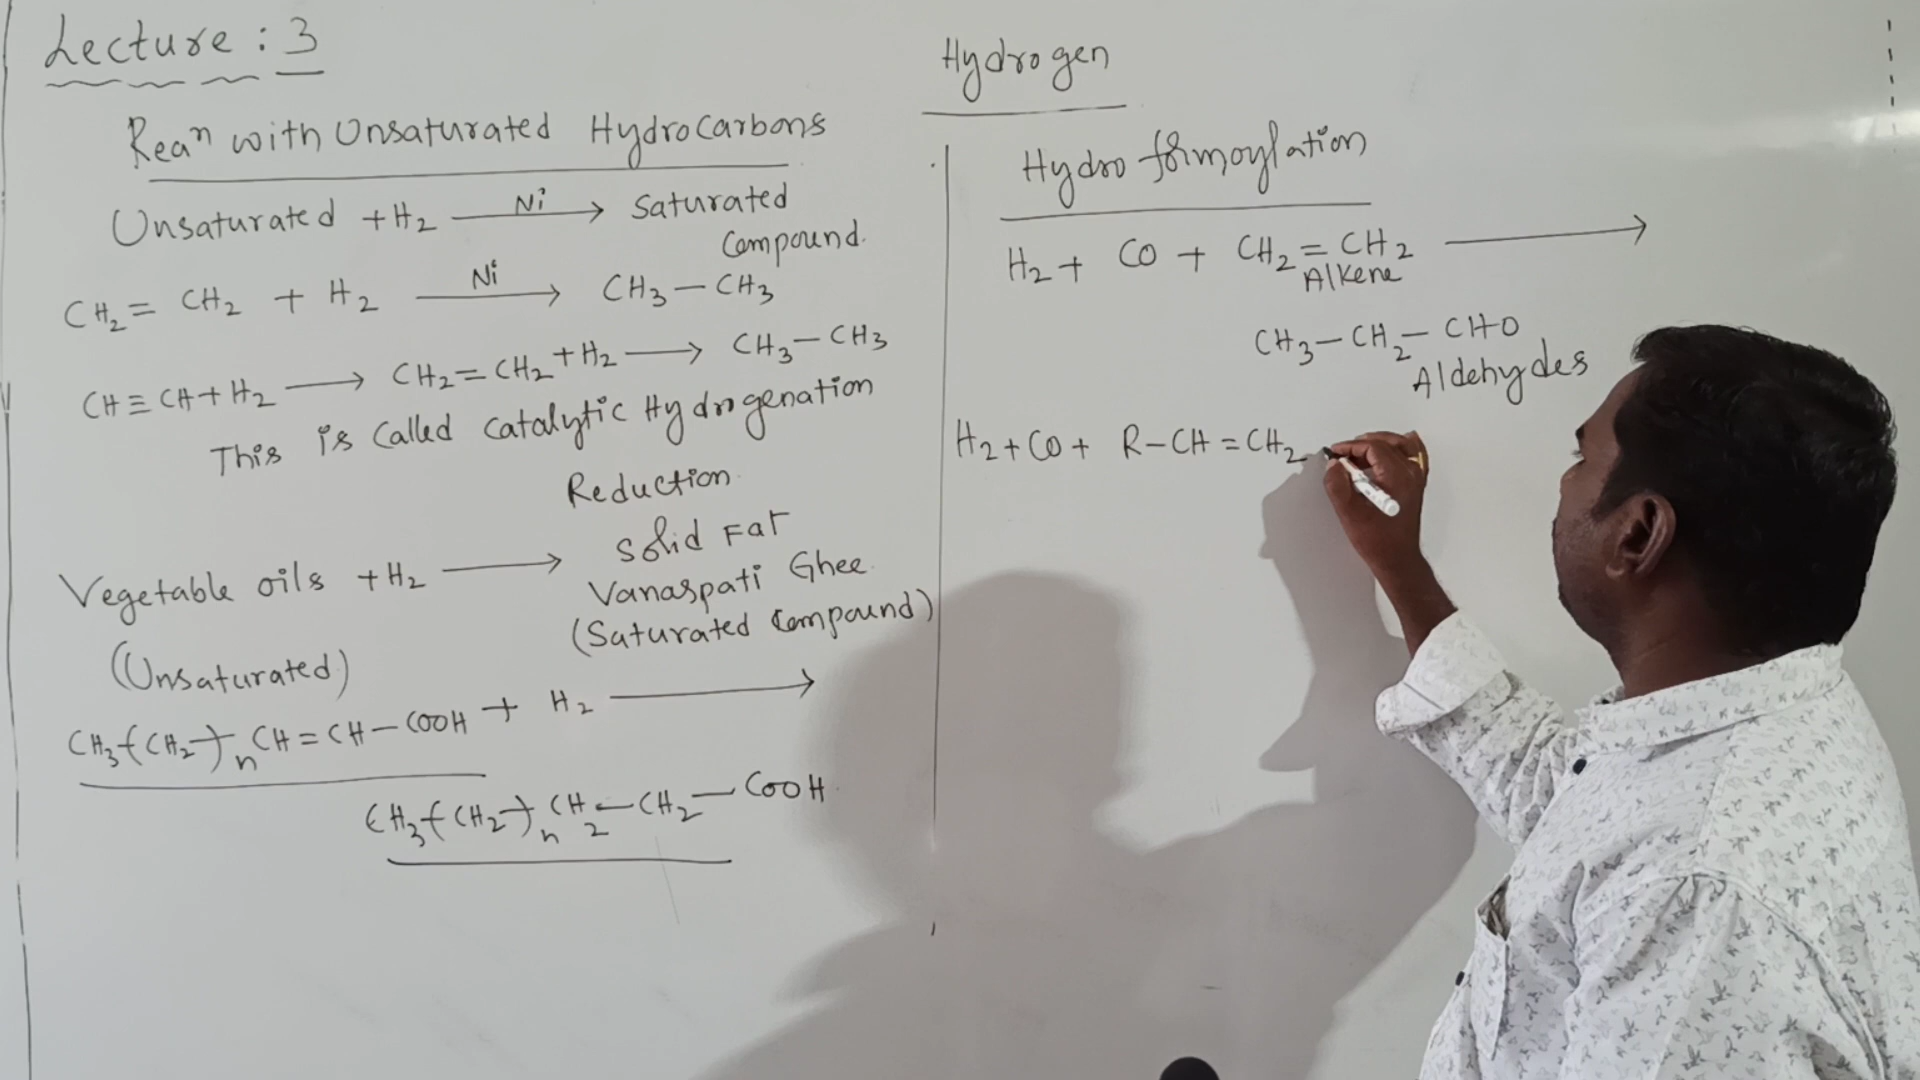 Lecture : 3
Reaⁿ with Unsaturated Hydrocarbons
Unsaturated + H₂ —Ni→ Saturated
Compound.
CH₂ = CH₂ + H₂ —Ni→ CH₃ — CH₃
CH ≡ CH + H₂ → CH₂ = CH₂ + H₂ → CH₃ — CH₃
This is Called Catalytic Hydrogenation
Reduction
Vegetable oils + H₂ → Solid Fat
Vanaspati Ghee
(Unsaturated) (Saturated Compound)
CH₃-(CH₂)-ₙ CH = CH — COOH + H₂ →
CH₃-(CH₂)-ₙ CH₂ — CH₂ — COOH
Hydrogen
Hydro formoylation
H₂ + CO + CH₂ = CH₂ →
Alkene
CH₃ — CH₂ — CHO
Aldehydes
H₂ + CO + R — CH = CH₂